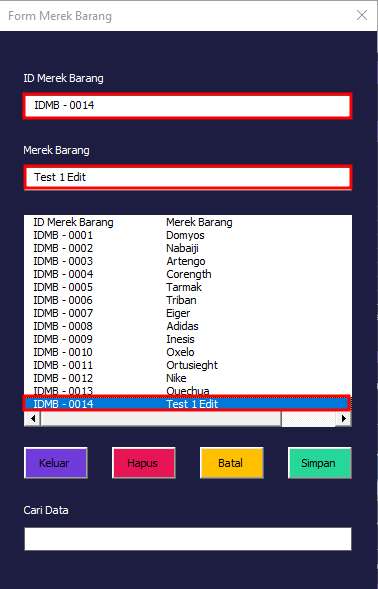 Form Merek Barang
ID Merek Barang
IDMB - 0014
Merek Barang
Test 1 Edit
ID Merek Barang Merek Barang
IDMB - 0001 Domyos
IDMB - 0002 Nabaiji
IDMB - 0003 Artengo
IDMB - 0004 Corength
IDMB - 0005 Tarmak
IDMB - 0006 Triban
IDMB - 0007 Eiger
IDMB - 0008 Adidas
IDMB - 0009 Inesis
IDMB - 0010 Oxelo
IDMB - 0011 Ortusieght
IDMB - 0012 Nike
IDMB - 0013 Quechua
IDMB - 0014 Test 1 Edit
Keluar Hapus Batal Simpan
Cari Data